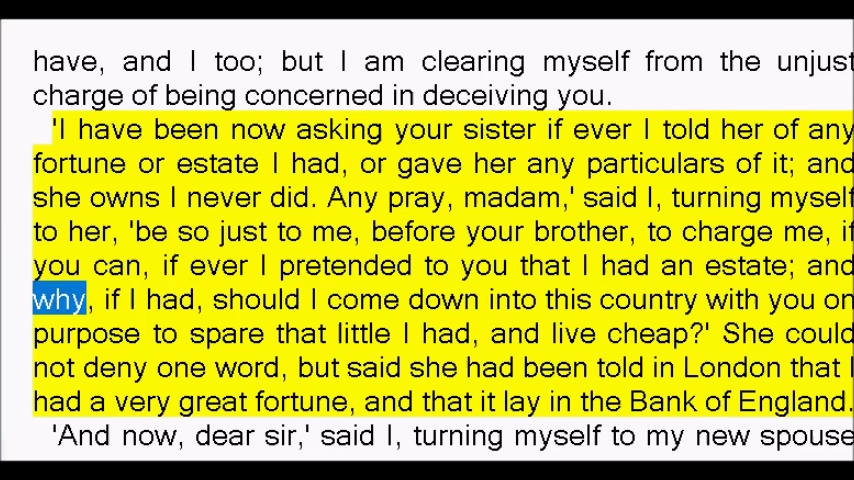 have, and I too; but I am clearing myself from the unjust
charge of being concerned in deceiving you.
'I have been now asking your sister if ever I told her of any
fortune or estate I had, or gave her any particulars of it; and
she owns I never did. Any pray, madam,' said I, turning myself
to her, 'be so just to me, before your brother, to charge me, if
you can, if ever I pretended to you that I had an estate; and
why, if I had, should I come down into this country with you on
purpose to spare that little I had, and live cheap?' She could
not deny one word, but said she had been told in London that I
had a very great fortune, and that it lay in the Bank of England.
'And now, dear sir,' said I, turning myself to my new spouse